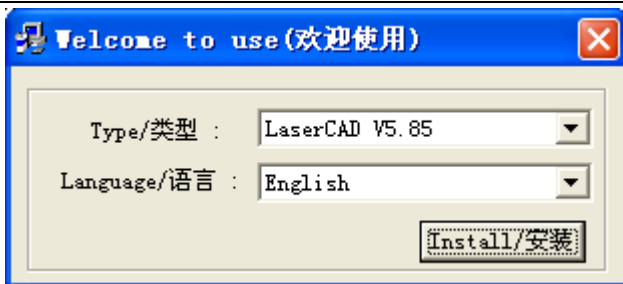 Welcome to use(欢迎使用)
Type/类型 : LaserCAD V5.85
Language/语言 : English
Install/安装